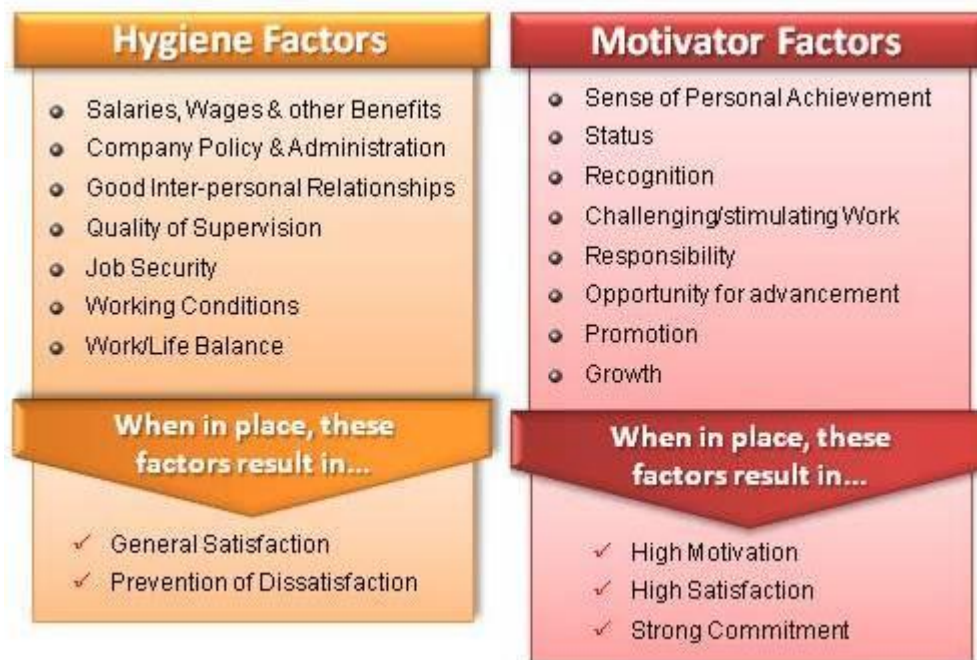 Hygiene Factors
Salaries, Wages & other Benefits
Company Policy & Administration
Good Inter-personal Relationships
Quality of Supervision
Job Security
Working Conditions
Work/Life Balance
When in place, these
factors result in...
General Satisfaction
Prevention of Dissatisfaction
Motivator Factors
Sense of Personal Achievement
Status
Recognition
Challenging/stimulating Work
Responsibility
Opportunity for advancement
Promotion
Growth
When in place, these
factors result in...
High Motivation
High Satisfaction
Strong Commitment